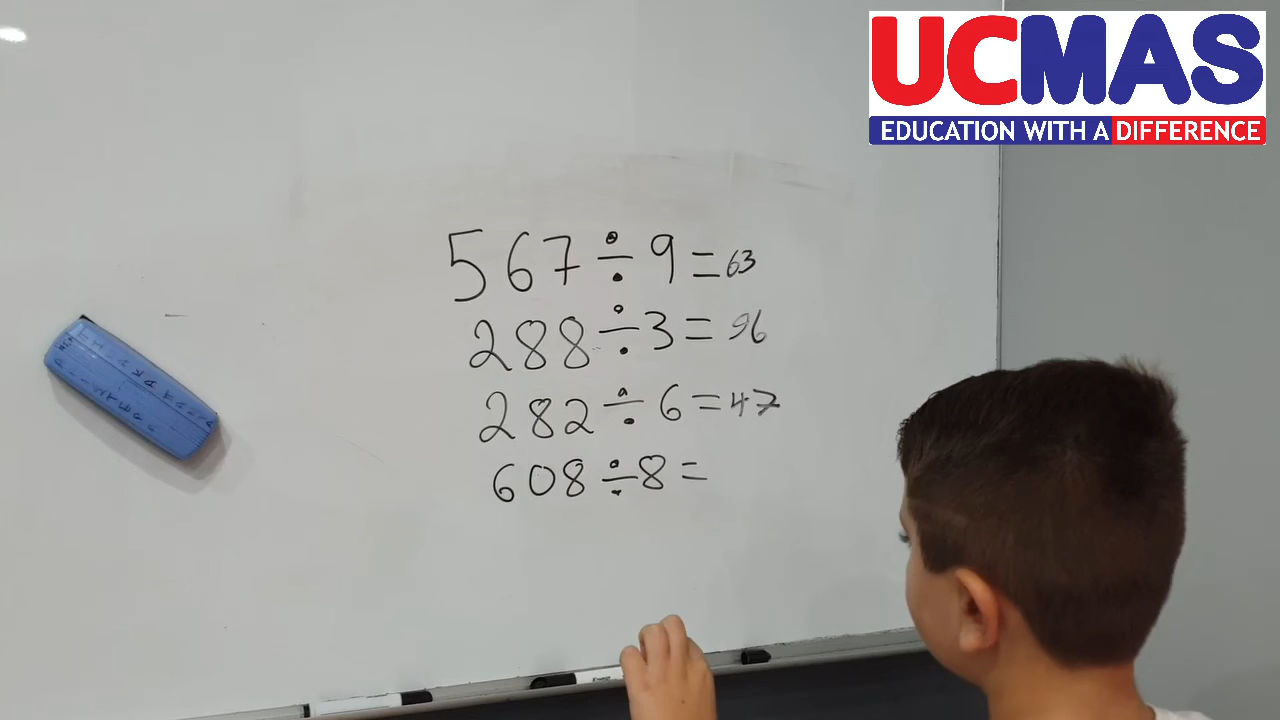 UCMAS
EDUCATION WITH A DIFFERENCE
567 ÷ 9 = 63
288 ÷ 3 = 96
282 ÷ 6 = 47
608 ÷ 8 =